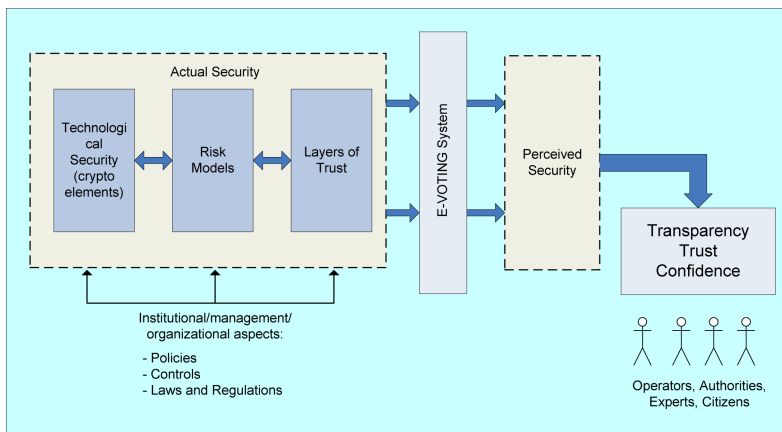 Actual Security
Technologi
cal
Security
(crypto
elements)
Risk
Models
Layers of
Trust
E-VOTING System
Perceived
Security
Transparency
Trust
Confidence
Institutional/management/
organizational aspects:
- Policies
- Controls
- Laws and Regulations
Operators, Authorities,
Experts, Citizens